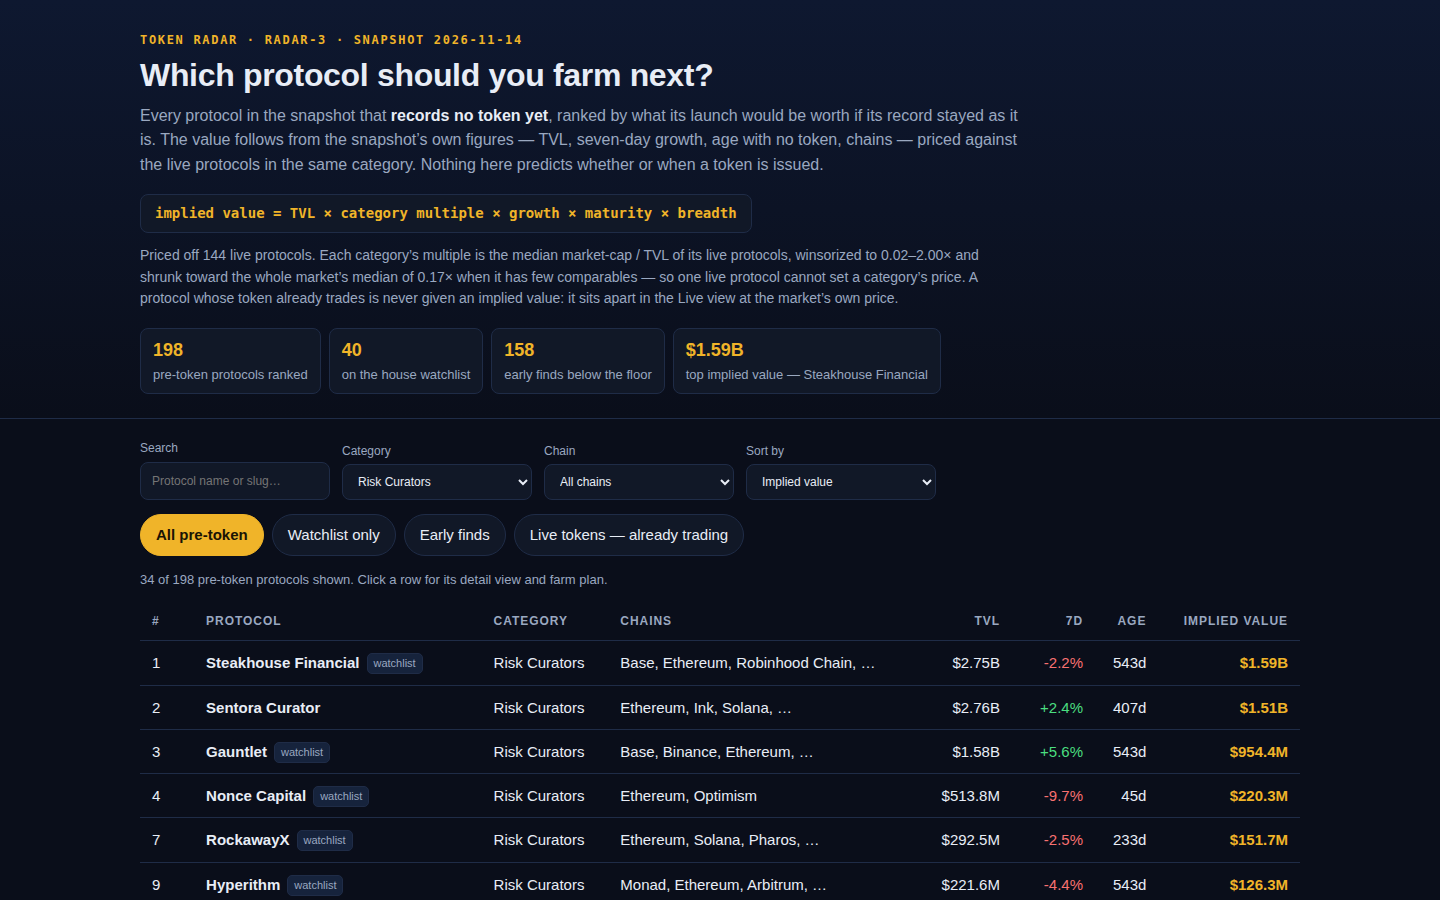 TOKEN RADAR · RADAR-3 · SNAPSHOT 2026-11-14
Which protocol should you farm next?
Every protocol in the snapshot that records no token yet, ranked by what its launch would be worth if its record stayed as it
is. The value follows from the snapshot’s own figures — TVL, seven-day growth, age with no token, chains — priced against
the live protocols in the same category. Nothing here predicts whether or when a token is issued.
implied value = TVL × category multiple × growth × maturity × breadth
Priced off 144 live protocols. Each category’s multiple is the median market-cap / TVL of its live protocols, winsorized to 0.02–2.00× and
shrunk toward the whole market’s median of 0.17× when it has few comparables — so one live protocol cannot set a category’s price. A
protocol whose token already trades is never given an implied value: it sits apart in the Live view at the market’s own price.
198 40 158 $1.59B
pre-token protocols ranked on the house watchlist early finds below the floor top implied value — Steakhouse Financial
Search Category Chain Sort by
Protocol name or slug… Risk Curators All chains Implied value
All pre-token Watchlist only Early finds Live tokens — already trading
34 of 198 pre-token protocols shown. Click a row for its detail view and farm plan.
# PROTOCOL CATEGORY CHAINS TVL 7D AGE IMPLIED VALUE
1 Steakhouse Financial watchlist Risk Curators Base, Ethereum, Robinhood Chain, … $2.75B -2.2% 543d $1.59B
2 Sentora Curator Risk Curators Ethereum, Ink, Solana, … $2.76B +2.4% 407d $1.51B
3 Gauntlet watchlist Risk Curators Base, Binance, Ethereum, … $1.58B +5.6% 543d $954.4M
4 Nonce Capital watchlist Risk Curators Ethereum, Optimism $513.8M -9.7% 45d $220.3M
7 RockawayX watchlist Risk Curators Ethereum, Solana, Pharos, … $292.5M -2.5% 233d $151.7M
9 Hyperithm watchlist Risk Curators Monad, Ethereum, Arbitrum, … $221.6M -4.4% 543d $126.3M